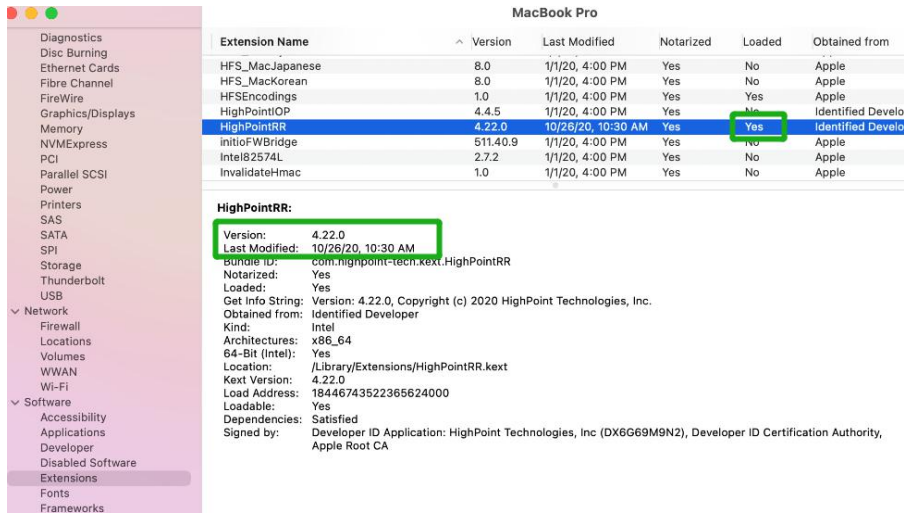 MacBook Pro
Diagnostics
Disc Burning
Ethernet Cards
Fibre Channel
FireWire
Graphics/Displays
Memory
NVMExpress
PCI
Parallel SCSI
Power
Printers
SAS
SATA
SPI
Storage
Thunderbolt
USB
Network
Firewall
Locations
Volumes
WWAN
Wi-Fi
Software
Accessibility
Applications
Developer
Disabled Software
Extensions
Fonts
Frameworks
Extension Name Version Last Modified Notarized Loaded Obtained from
HFS_MacJapanese 8.0 1/1/20, 4:00 PM Yes No Apple
HFS_MacKorean 8.0 1/1/20, 4:00 PM Yes No Apple
HFSEncodings 1.0 1/1/20, 4:00 PM Yes Yes Apple
HighPointIOP 4.4.5 1/1/20, 4:00 PM Yes No Identified Develo
HighPointRR 4.22.0 10/26/20, 10:30 AM Yes Yes Identified Develo
initioFWBridge 511.40.9 1/1/20, 4:00 PM Yes No Apple
Intel82574L 2.7.2 1/1/20, 4:00 PM Yes No Apple
InvalidateHmac 1.0 1/1/20, 4:00 PM Yes No Apple
HighPointRR:
Version: 4.22.0
Last Modified: 10/26/20, 10:30 AM
Bundle ID: com.highpoint-tech.kext.HighPointRR
Notarized: Yes
Loaded: Yes
Get Info String: Version: 4.22.0, Copyright (c) 2020 HighPoint Technologies, Inc.
Obtained from: Identified Developer
Kind: Intel
Architectures: x86_64
64-Bit (Intel): Yes
Location: /Library/Extensions/HighPointRR.kext
Kext Version: 4.22.0
Load Address: 18446743522365624000
Loadable: Yes
Dependencies: Satisfied
Signed by: Developer ID Application: HighPoint Technologies, Inc (DX6G69M9N2), Developer ID Certification Authority,
Apple Root CA